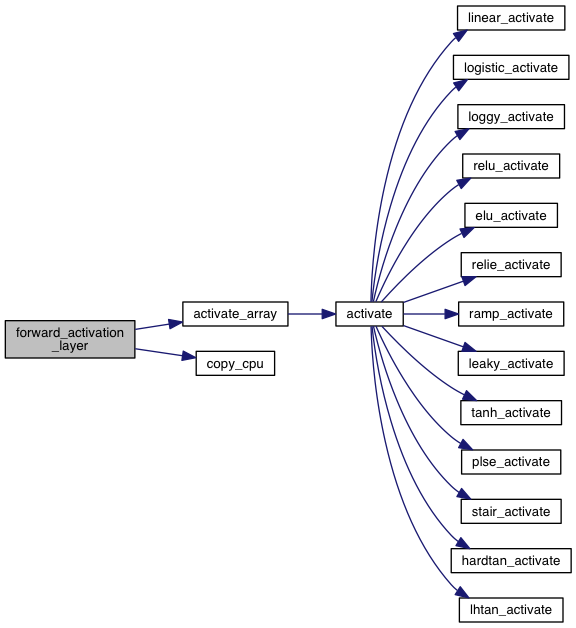 linear_activate
logistic_activate
loggy_activate
relu_activate
elu_activate
relie_activate
activate_array
activate
ramp_activate
forward_activation
_layer
copy_cpu
leaky_activate
tanh_activate
plse_activate
stair_activate
hardtan_activate
lhtan_activate